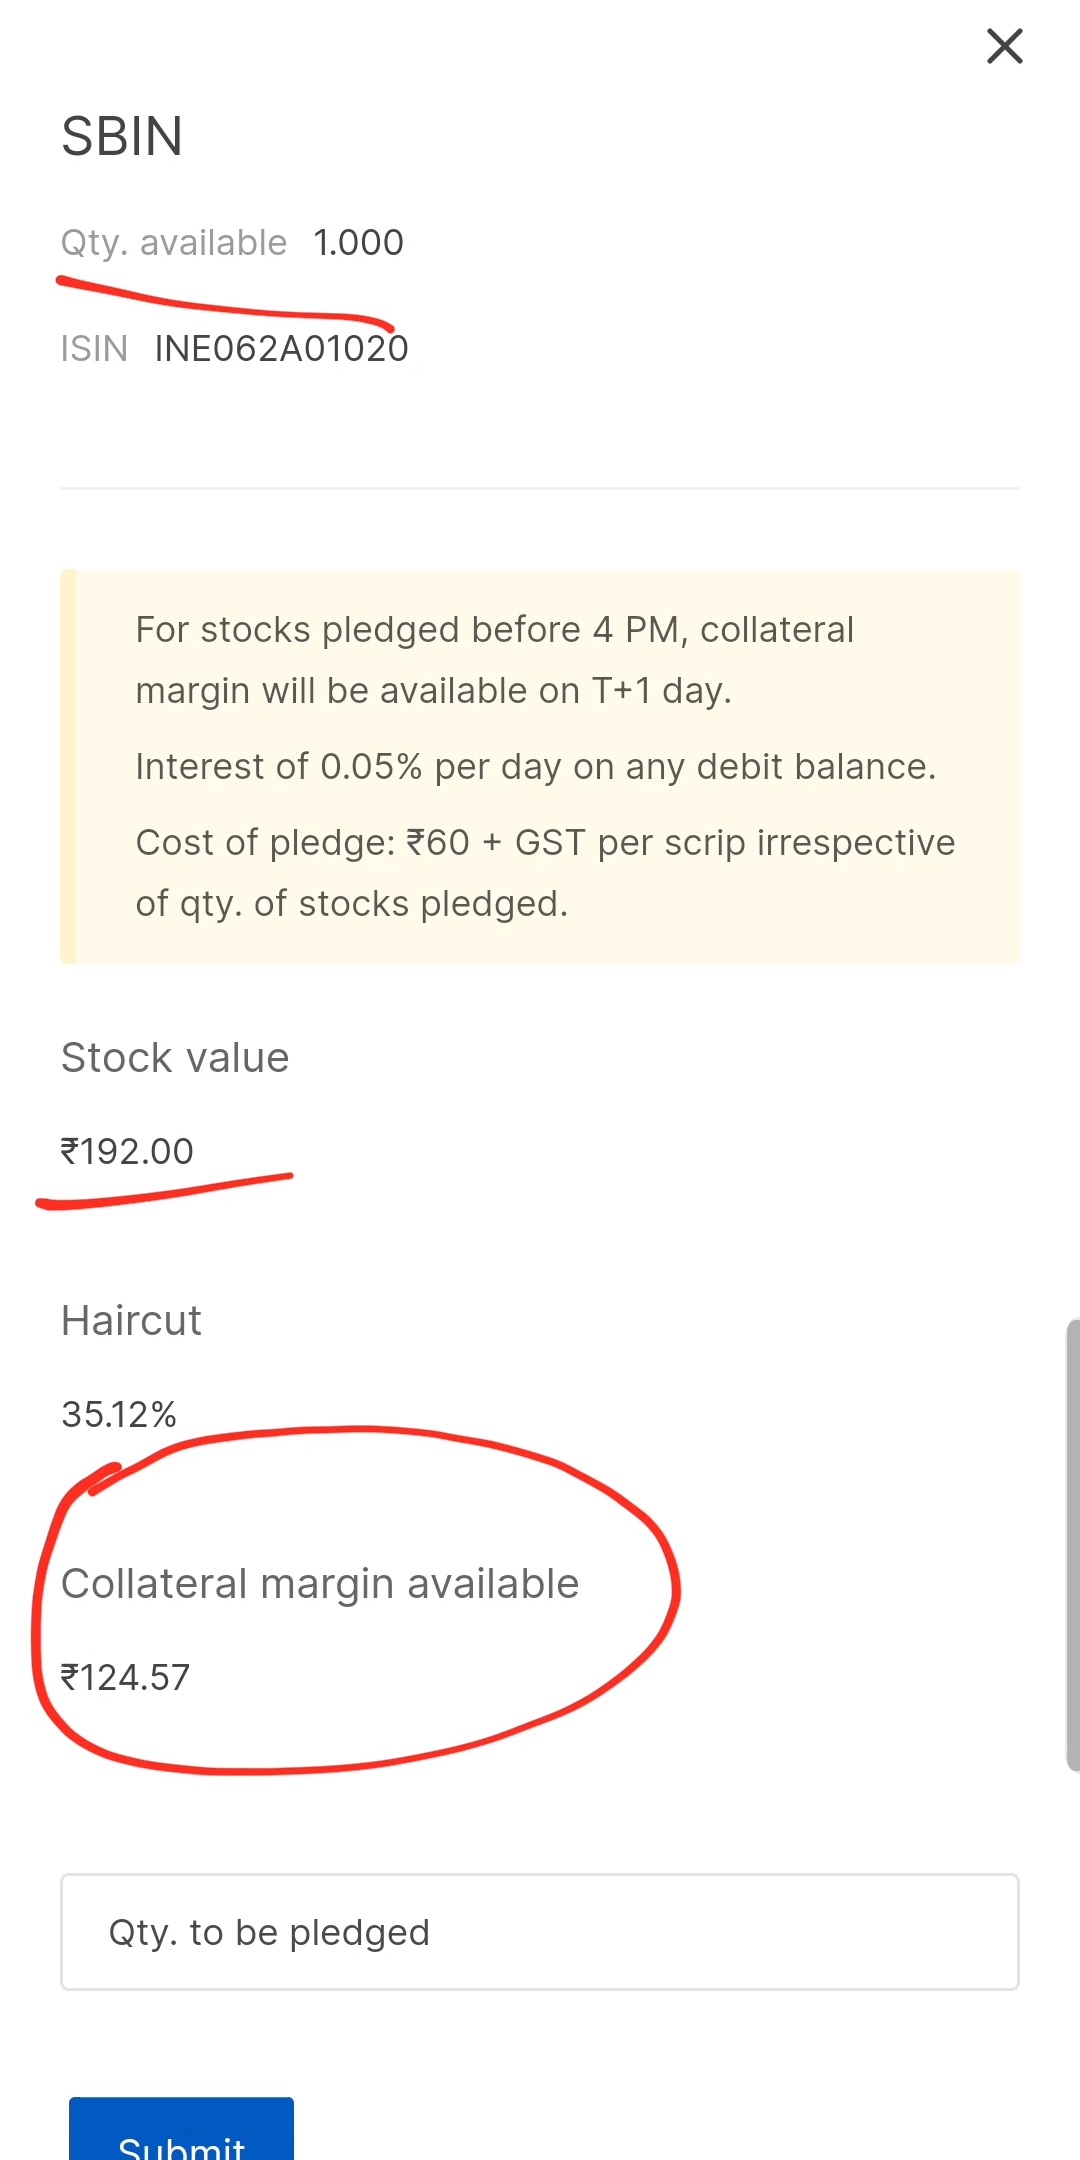 SBIN
Qty. available 1.000
ISIN INE062A01020
For stocks pledged before 4 PM, collateral
margin will be available on T+1 day.
Interest of 0.05% per day on any debit balance.
Cost of pledge: ₹60 + GST per scrip irrespective
of qty. of stocks pledged.
Stock value
₹192.00
Haircut
35.12%
Collateral margin available
₹124.57
Qty. to be pledged
Submit